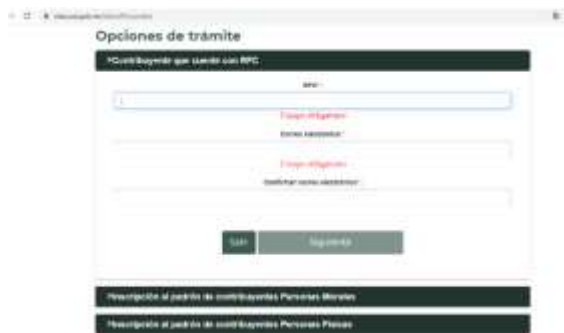 Opciones de trámite
Contribuyente que cuente con RFC
RFC*
Campo obligatorio
Correo electrónico*
Campo obligatorio
Confirmar correo electrónico*
Salir
Siguiente
Inscripción al padrón de contribuyentes Personas Morales
Inscripción al padrón de contribuyentes Personas Físicas